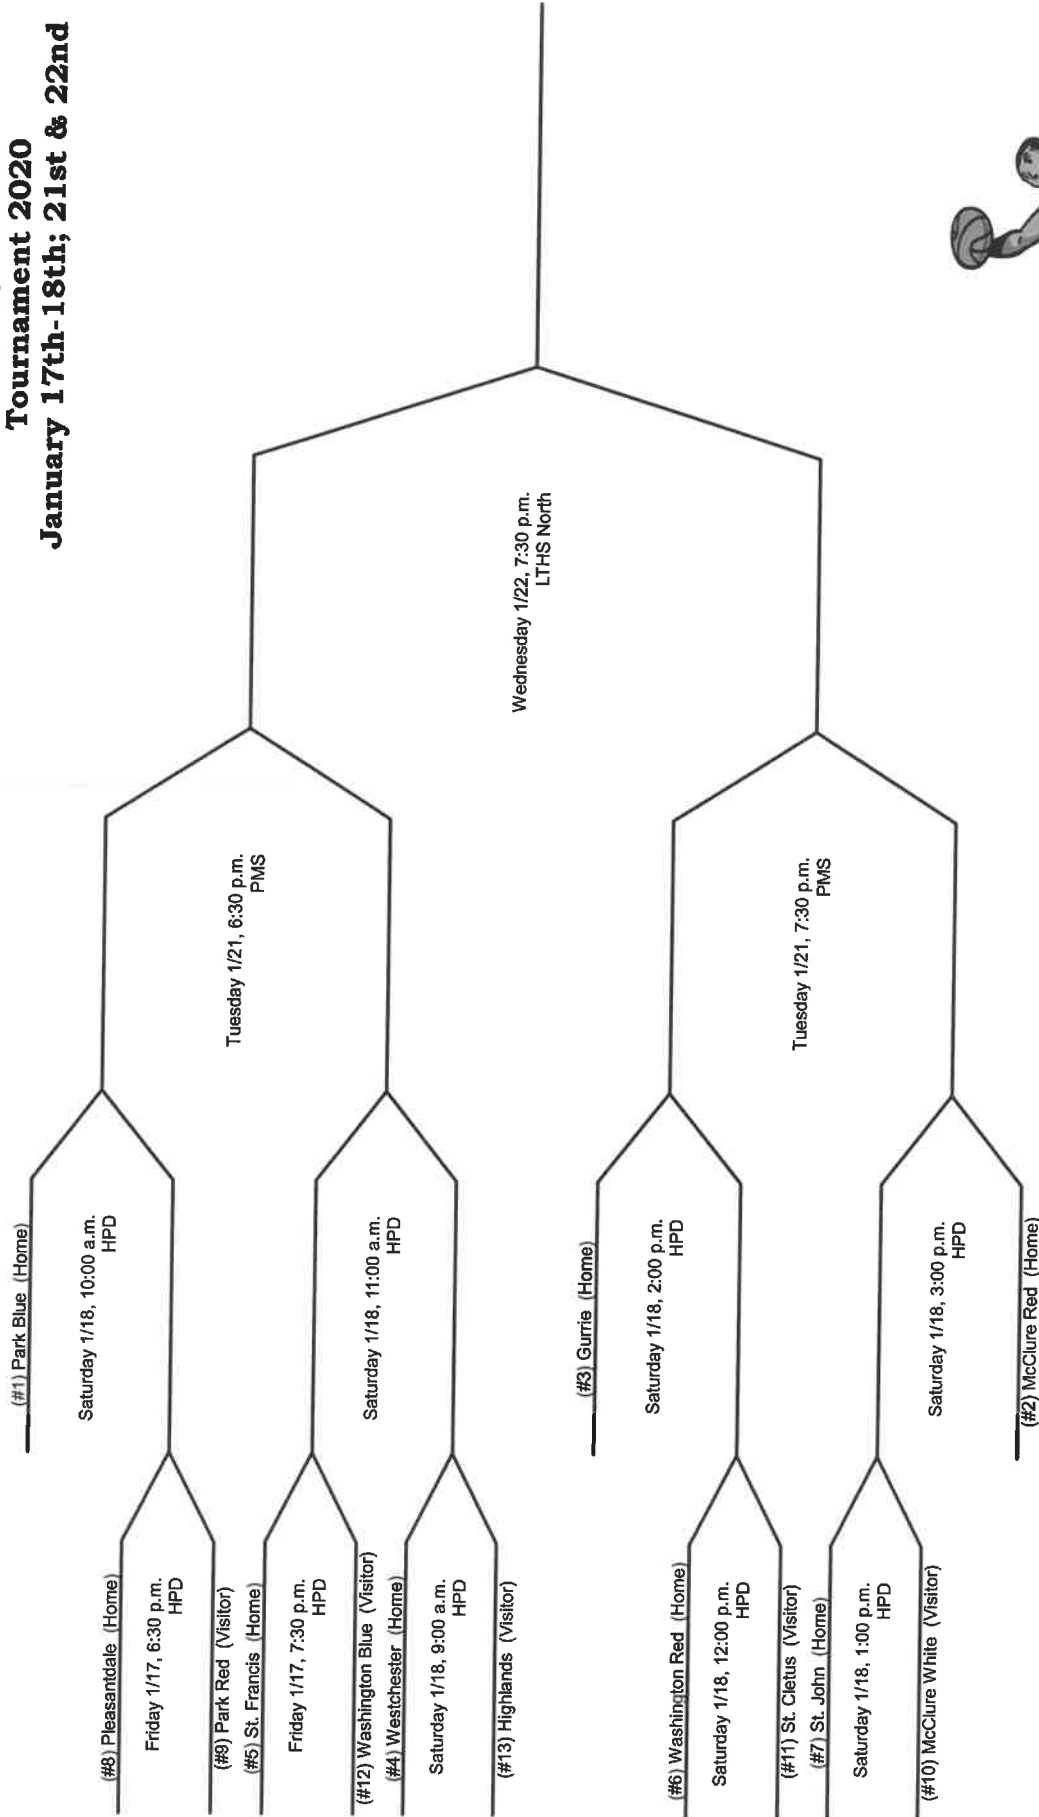 Tournament 2020
January 17th-18th; 21st & 22nd
(#1) Park Blue (Home)
Saturday 1/18, 10:00 a.m.
HPD
(#8) Pleasantdale (Home)
Friday 1/17, 6:30 p.m.
HPD
(#9) Park Red (Visitor)
Tuesday 1/21, 6:30 p.m.
PMS
(#5) St. Francis (Home)
Friday 1/17, 7:30 p.m.
HPD
(#12) Washington Blue (Visitor)
Saturday 1/18, 11:00 a.m.
HPD
(#4) Westchester (Home)
Saturday 1/18, 9:00 a.m.
HPD
(#13) Highlands (Visitor)
Wednesday 1/22, 7:30 p.m.
LTHS North
(#3) Gurrie (Home)
Saturday 1/18, 2:00 p.m.
HPD
(#6) Washington Red (Home)
Saturday 1/18, 12:00 p.m.
HPD
(#11) St. Cletus (Visitor)
Tuesday 1/21, 7:30 p.m.
PMS
(#7) St. John (Home)
Saturday 1/18, 1:00 p.m.
HPD
(#10) McClure White (Visitor)
Saturday 1/18, 3:00 p.m.
HPD
(#2) McClure Red (Home)